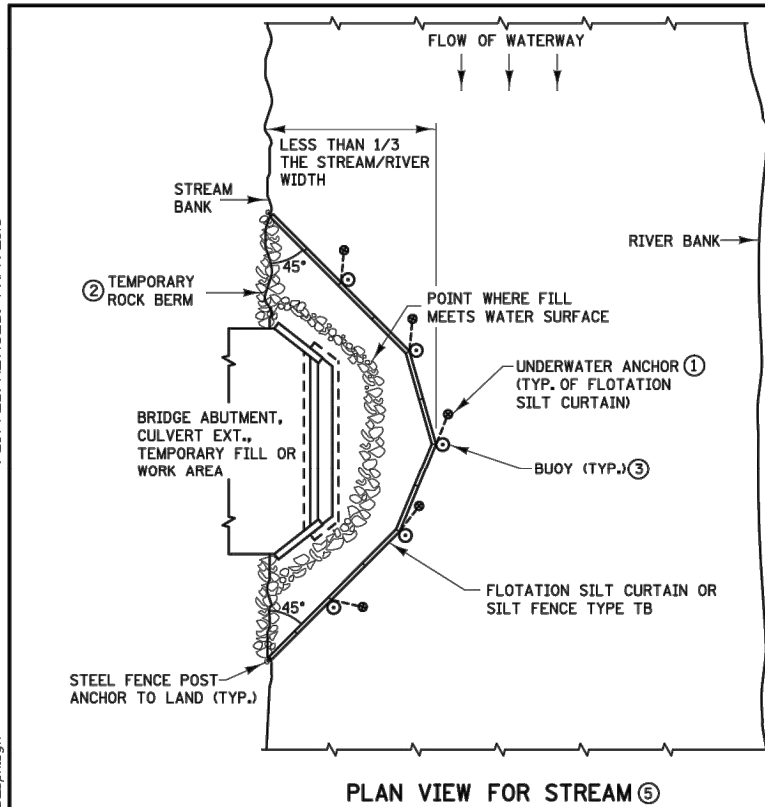 FLOW OF WATERWAY
LESS THAN 1/3
THE STREAM/RIVER
WIDTH
STREAM
BANK
RIVER BANK
45°
② TEMPORARY
ROCK BERM
POINT WHERE FILL
MEETS WATER SURFACE
UNDERWATER ANCHOR ①
(TYP. OF FLOTATION
SILT CURTAIN)
BRIDGE ABUTMENT,
CULVERT EXT.,
TEMPORARY FILL OR
WORK AREA
BUOY (TYP.) ③
FLOTATION SILT CURTAIN OR
SILT FENCE TYPE TB
45°
STEEL FENCE POST
ANCHOR TO LAND (TYP.)
PLAN VIEW FOR STREAM ⑤